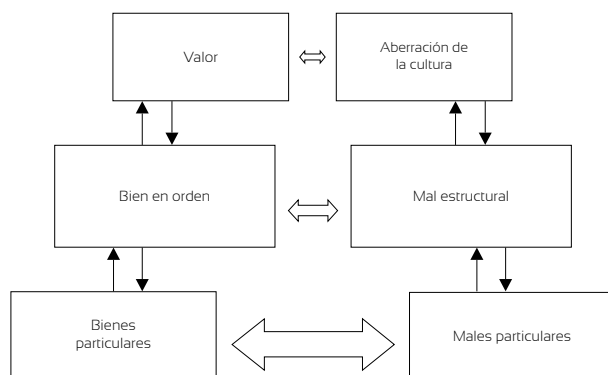 Valor
Aberración de
la cultura
Bien en orden
Mal estructural
Bienes
particulares
Males particulares